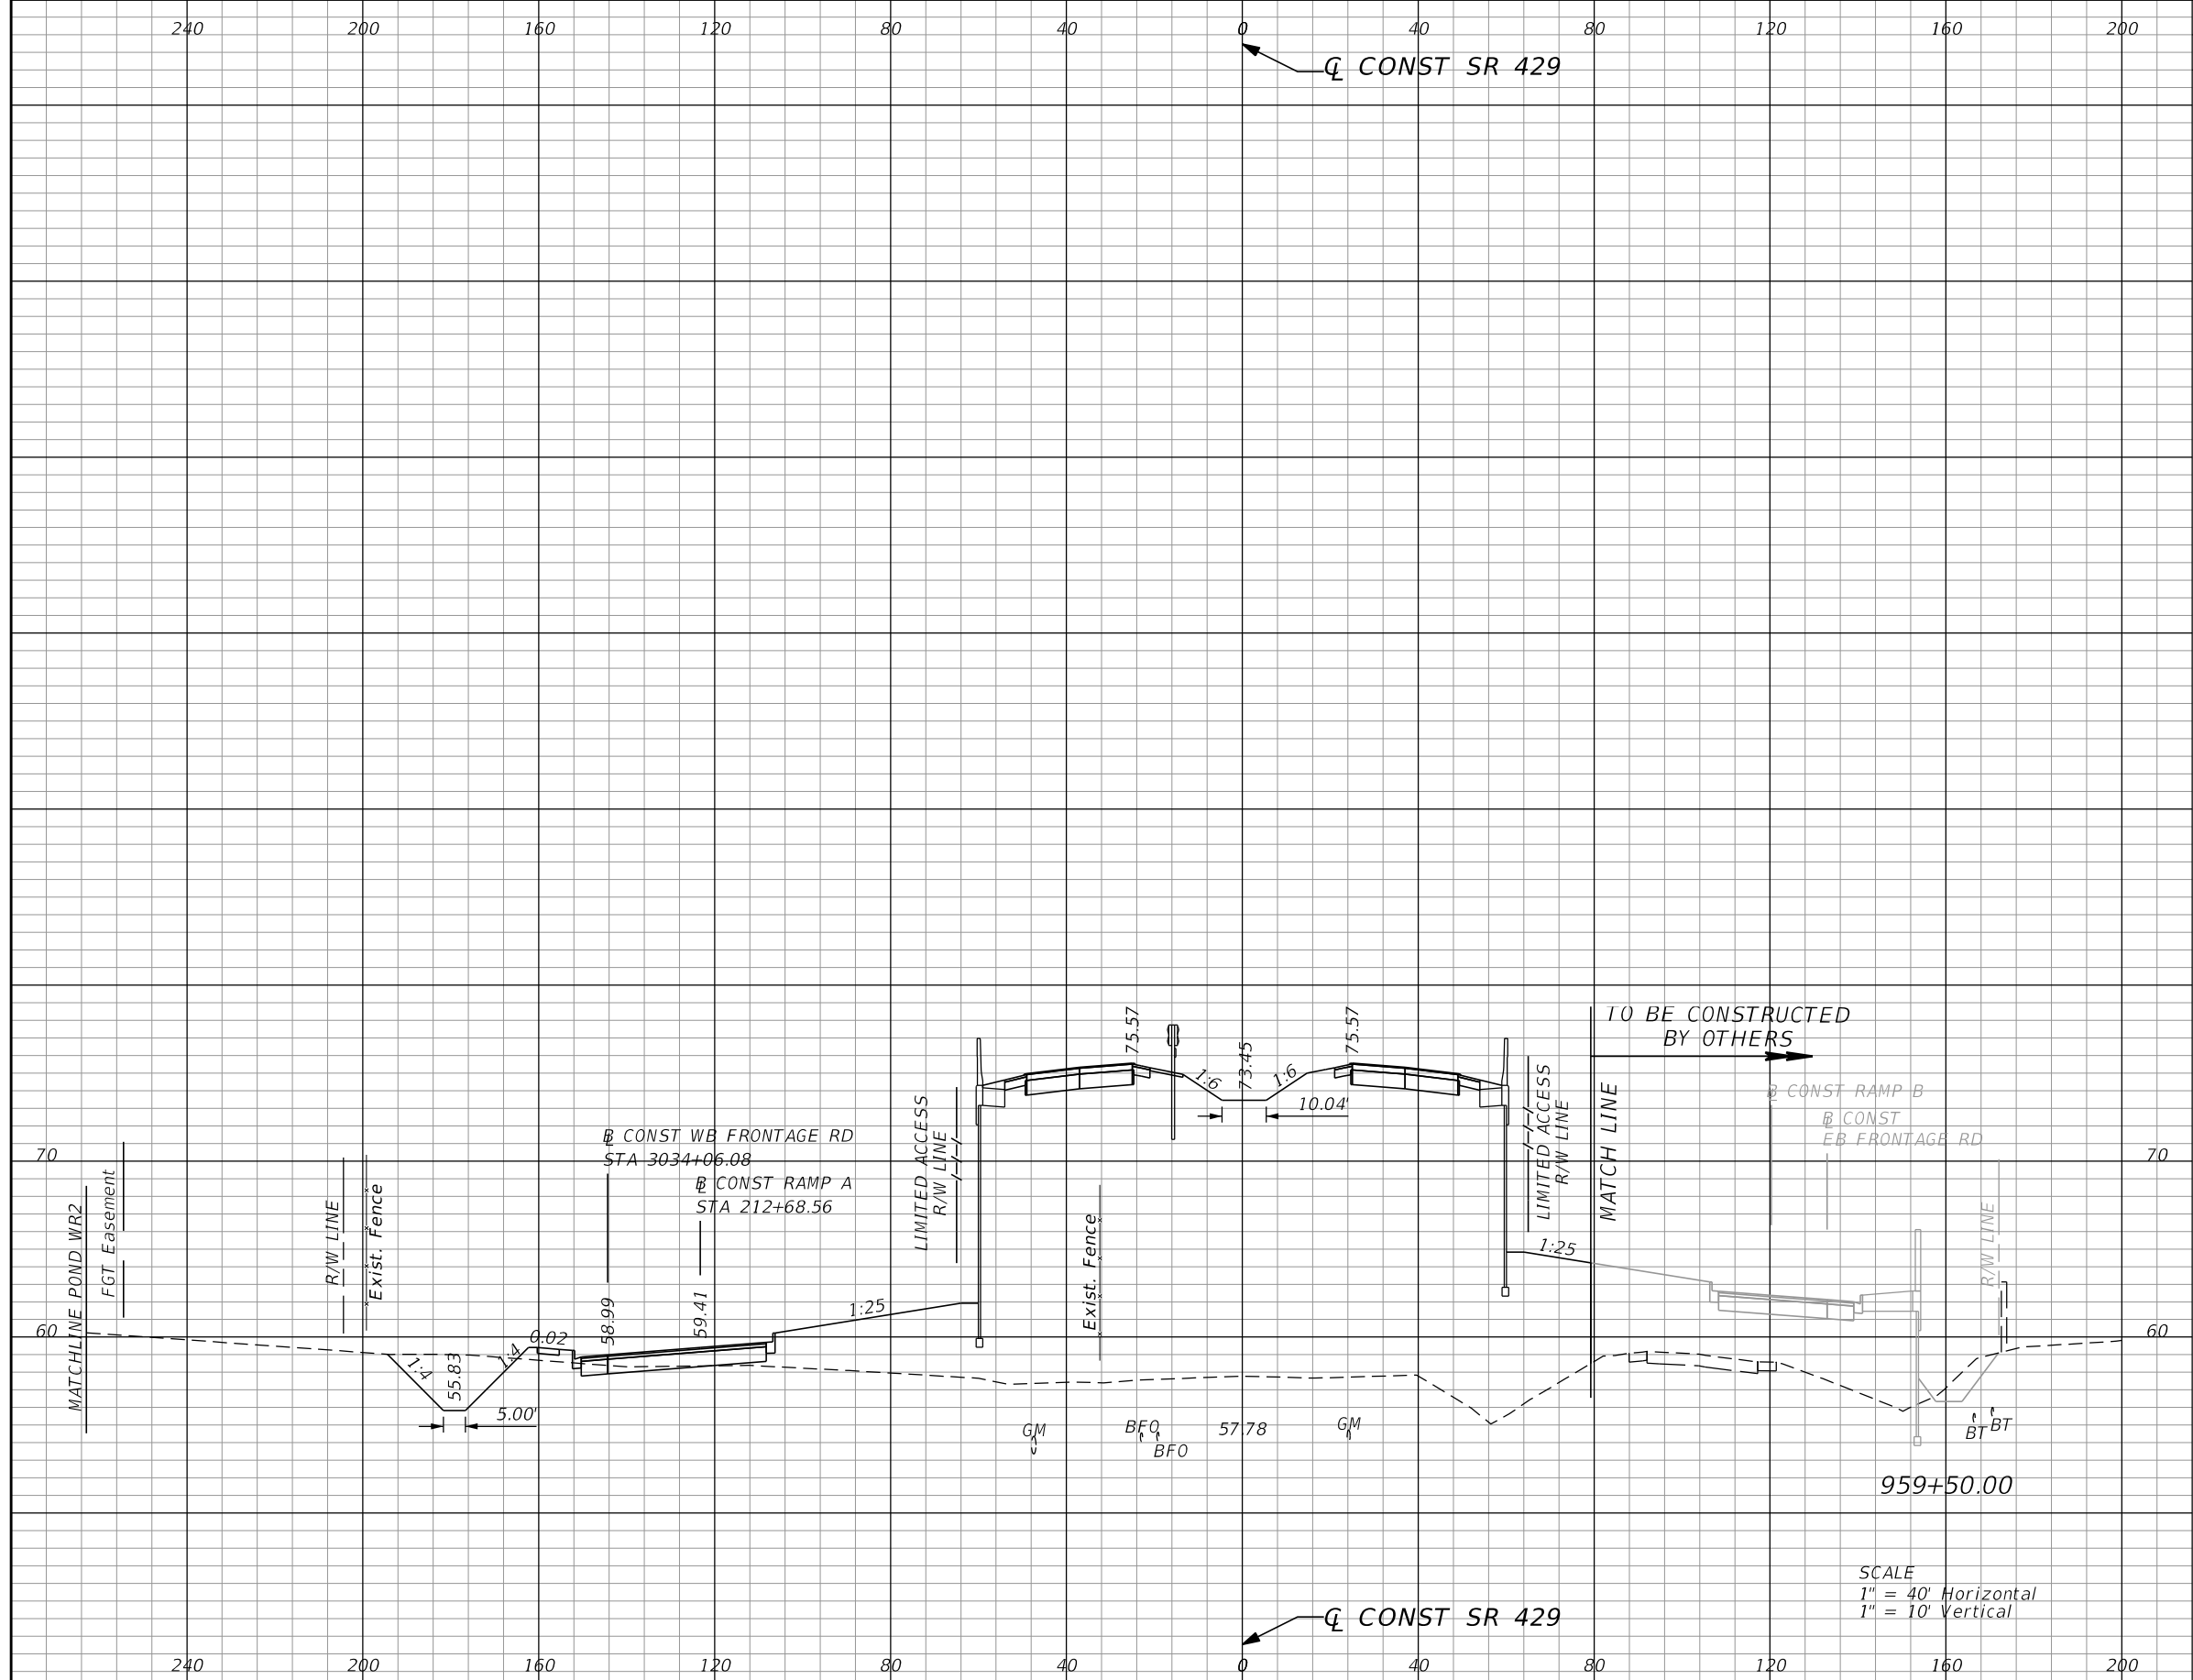 240 200 160 120 80 40 0 40 80 120 160 200
℄ CONST SR 429
TO BE CONSTRUCTED
BY OTHERS
75.57
73.45
75.57
1:6
1:6
10.04'
LIMITED ACCESS
R/W LINE
LIMITED ACCESS
R/W LINE
MATCH LINE
BL CONST RAMP B
BL CONST
EB FRONTAGE RD
BL CONST WB FRONTAGE RD
STA 3034+06.08
BL CONST RAMP A
STA 212+68.56
70
70
MATCHLINE POND WR2
FGT Easement
R/W LINE
Exist. Fence
Exist. Fence
R/W LINE
1:25
1:25
58.99
59.41
60
60
0.02
1:4
55.83
1:4
5.00'
GM
BFO
BFO
57.78
GM
BT
BT
959+50.00
SCALE
1" = 40' Horizontal
1" = 10' Vertical
℄ CONST SR 429
240 200 160 120 80 40 0 40 80 120 160 200